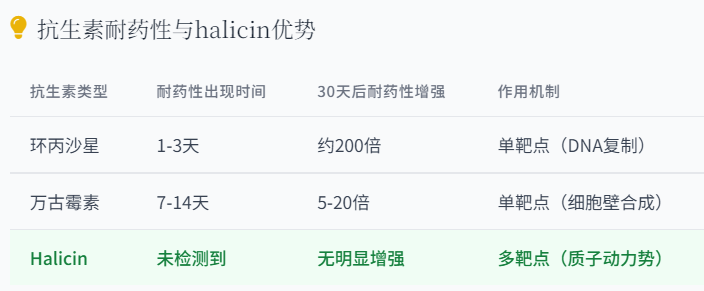 抗生素耐药性与halicin优势
抗生素类型 耐药性出现时间 30天后耐药性增强 作用机制
环丙沙星 1-3天 约200倍 单靶点（DNA复制）
万古霉素 7-14天 5-20倍 单靶点（细胞壁合成）
Halicin 未检测到 无明显增强 多靶点（质子动力势）